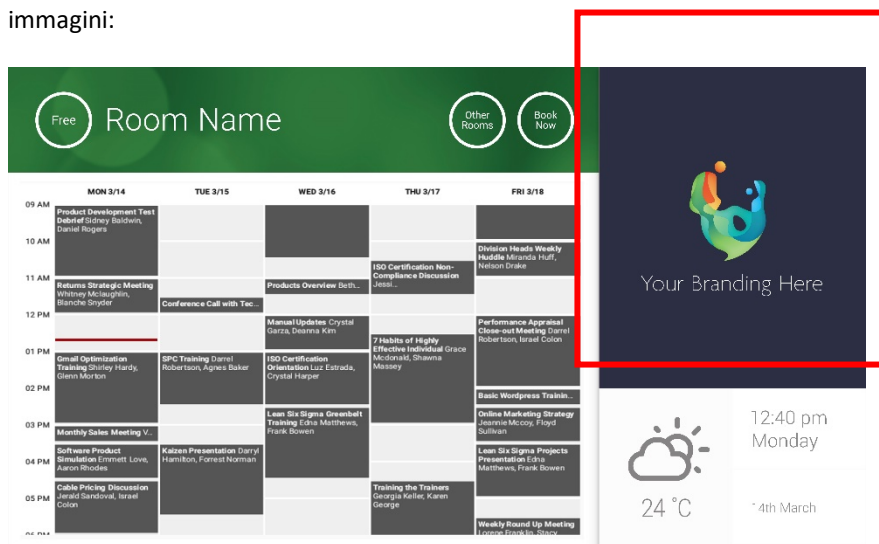 immagini:
Free
Room Name
Other
Rooms
Book
Now
MON 3/14
TUE 3/15
WED 3/16
THU 3/17
FRI 3/18
09 AM
10 AM
11 AM
12 PM
01 PM
02 PM
03 PM
04 PM
05 PM
06 PM
Product Development Test
Debrief Sidney Baldwin,
Daniel Rogers
Returns Strategic Meeting
Whitney Mclaughlin,
Blanche Snyder
Gmail Optimization
Training Shirley Hardy,
Glenn Morton
Monthly Sales Meeting V..
Software Product
Simulation Emmett Love,
Aaron Rhodes
Cable Pricing Discussion
Jerald Sandoval, Israel
Colon
Conference Call with Tec...
SPC Training Darrel
Robertson, Agnes Baker
Kaizen Presentation Darryl
Hamilton, Forrest Norman
Products Overview Beth...
Manual Updates Crystal
Garza, Deanna Kim
ISO Certification
Orientation Luz Estrada,
Crystal Harper
Lean Six Sigma Greenbelt
Training Edna Matthews,
Frank Bowen
ISO Certification Non-
Compliance Discussion
Jessi...
7 Habits of Highly
Effective Individual Grace
Mcdonald, Shawna
Massey
Training the Trainers
Georgia Keller, Karen
George
Division Heads Weekly
Huddle Miranda Huff,
Nelson Drake
Performance Appraisal
Close-out Meeting Darrel
Robertson, Israel Colon
Basic Wordpress Trainin...
Online Marketing Strategy
Jeannie Mccoy, Floyd
Sullivan
Lean Six Sigma Projects
Presentation Edna
Matthews, Frank Bowen
Weekly Round Up Meeting
Lorene Franklin, Stacy
Your Branding Here
12:40 pm
Monday
24 °C
4th March